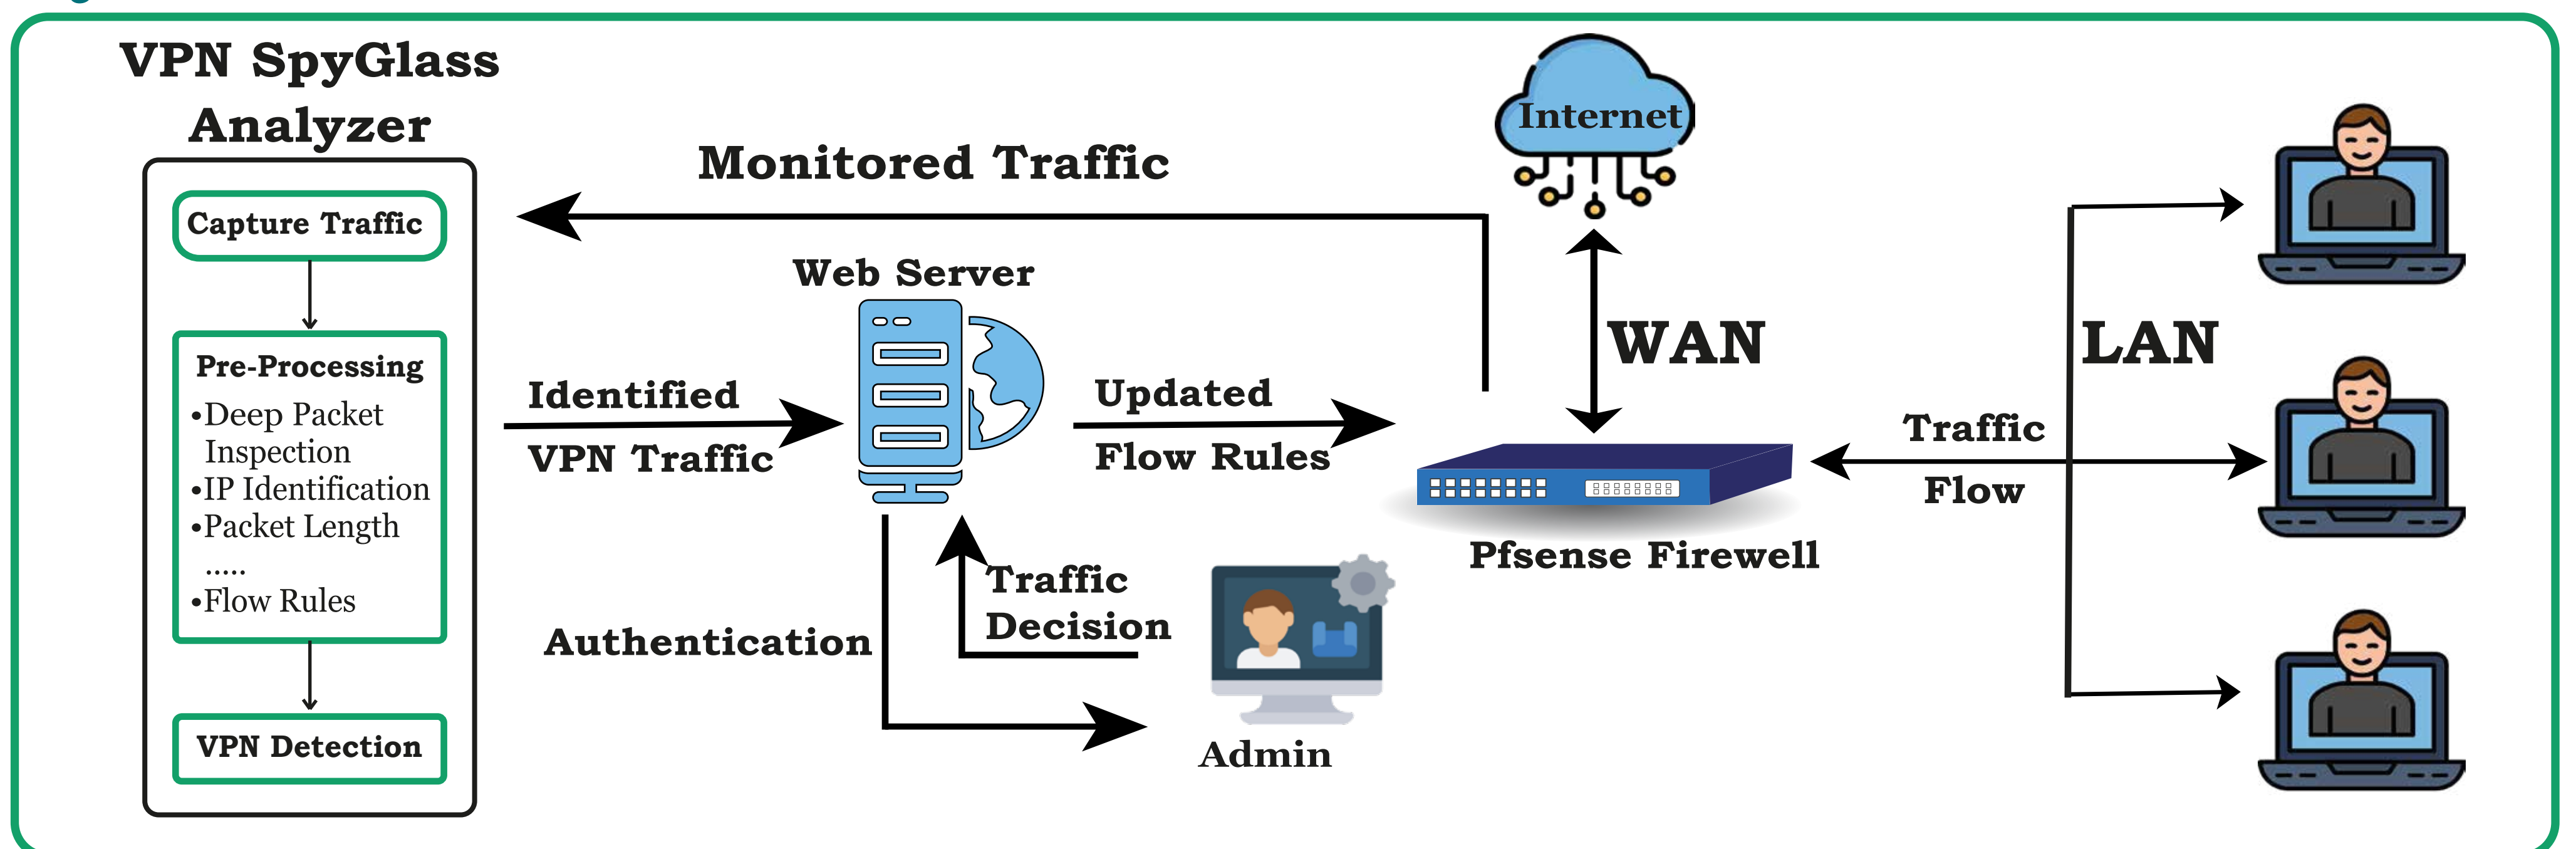 VPN SpyGlass
Analyzer
Capture Traffic
Pre-Processing
•Deep Packet
Inspection
•IP Identification
•Packet Length
.....
•Flow Rules
VPN Detection
Monitored Traffic
Identified
VPN Traffic
Web Server
Updated
Flow Rules
Authentication
Traffic
Decision
Admin
Internet
WAN
Pfsense Firewell
Traffic
Flow
LAN